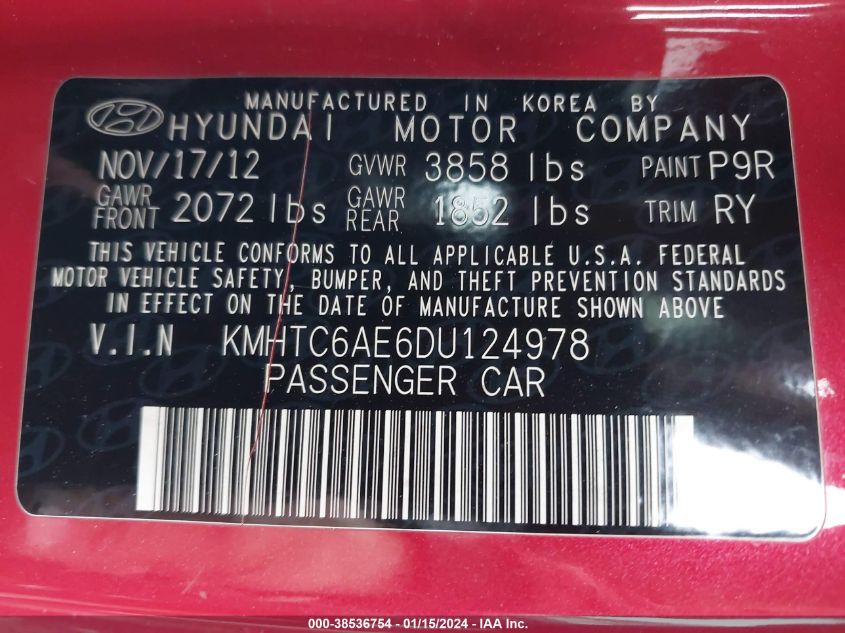 MANUFACTURED IN KOREA BY
HYUNDAI MOTOR COMPANY
NOV/17/12 GVWR 3858 lbs PAINT P9R
GAWR FRONT 2072 lbs GAWR REAR 1852 lbs TRIM RY
THIS VEHICLE CONFORMS TO ALL APPLICABLE U.S.A. FEDERAL
MOTOR VEHICLE SAFETY, BUMPER, AND THEFT PREVENTION STANDARDS
IN EFFECT ON THE DATE OF MANUFACTURE SHOWN ABOVE
V.I.N KMHTC6AE6DU124978
PASSENGER CAR
000-38536754 - 01/15/2024 - IAA Inc.